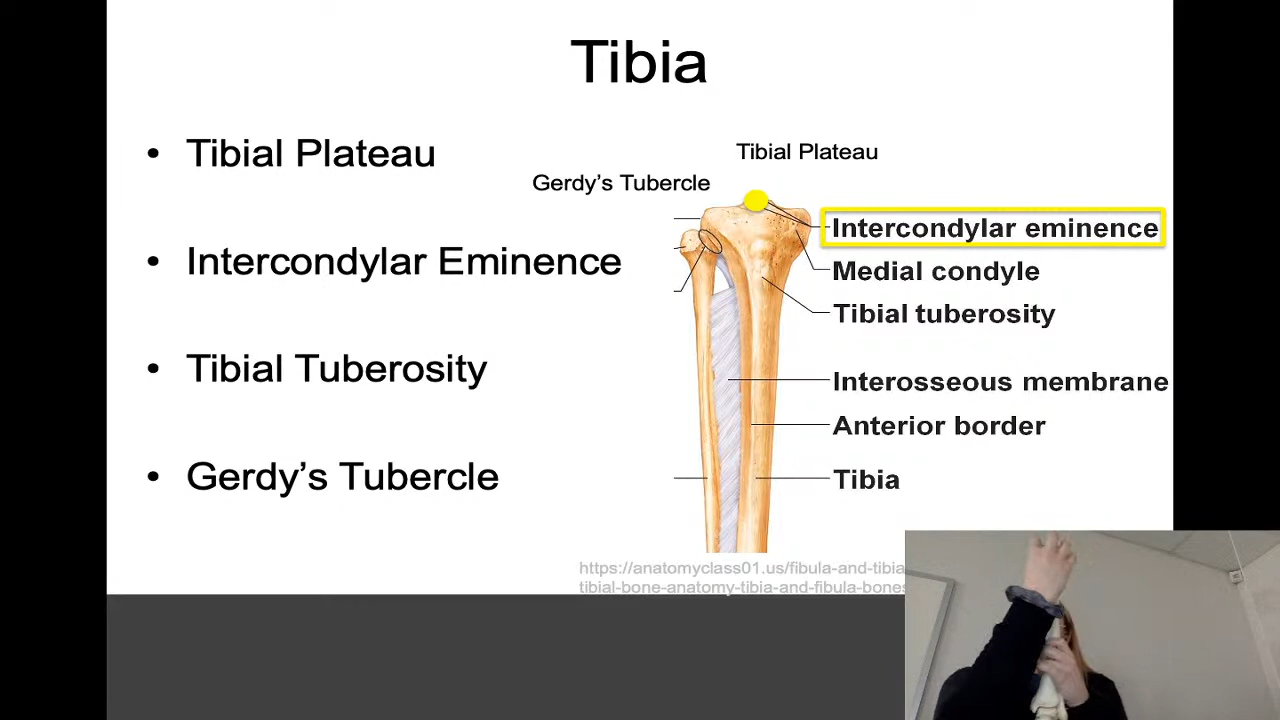 Tibia
• Tibial Plateau
• Intercondylar Eminence
• Tibial Tuberosity
• Gerdy’s Tubercle
Tibial Plateau
Gerdy’s Tubercle
Intercondylar eminence
Medial condyle
Tibial tuberosity
Interosseous membrane
Anterior border
Tibia
https://anatomyclass01.us/fibula-and-tibia
tibial-bone-anatomy-tibia-and-fibula-bones